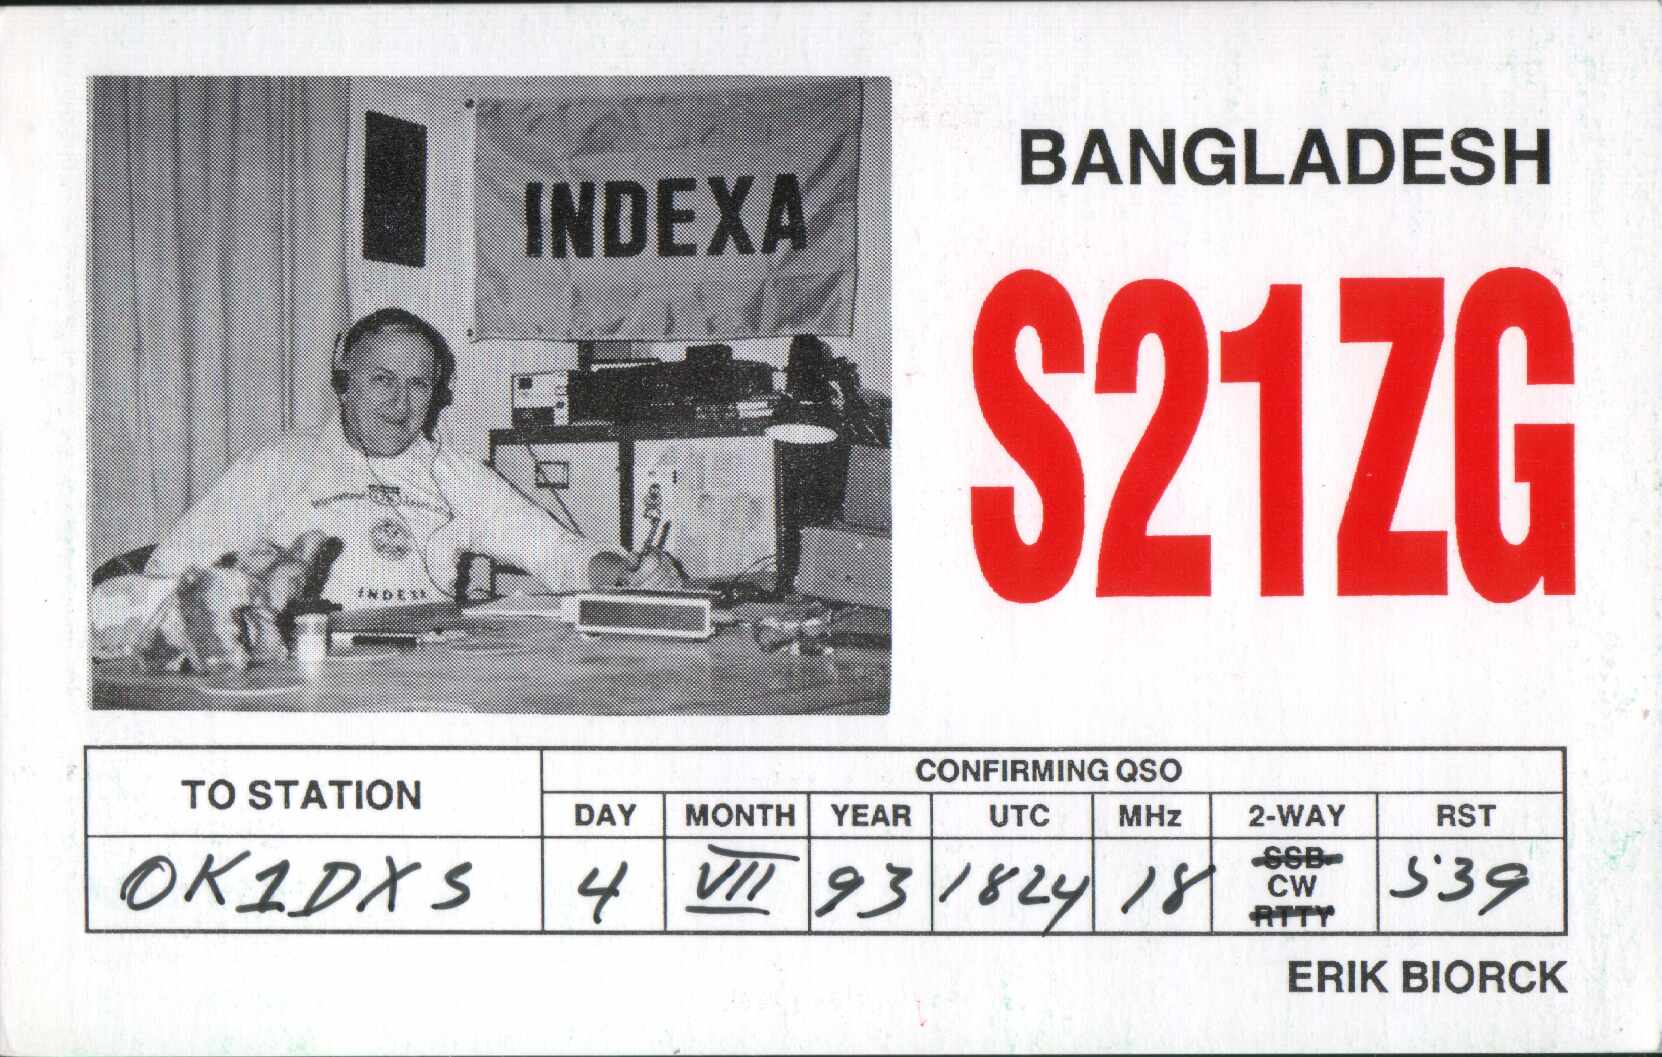 INDEXA
INDEXA
BANGLADESH
S21ZG
TO STATION
CONFIRMING QSO
DAY MONTH YEAR UTC MHz 2-WAY RST
OK1DXS 4 VII 93 1824 18 SSB CW RTTY 539
ERIK BIORCK